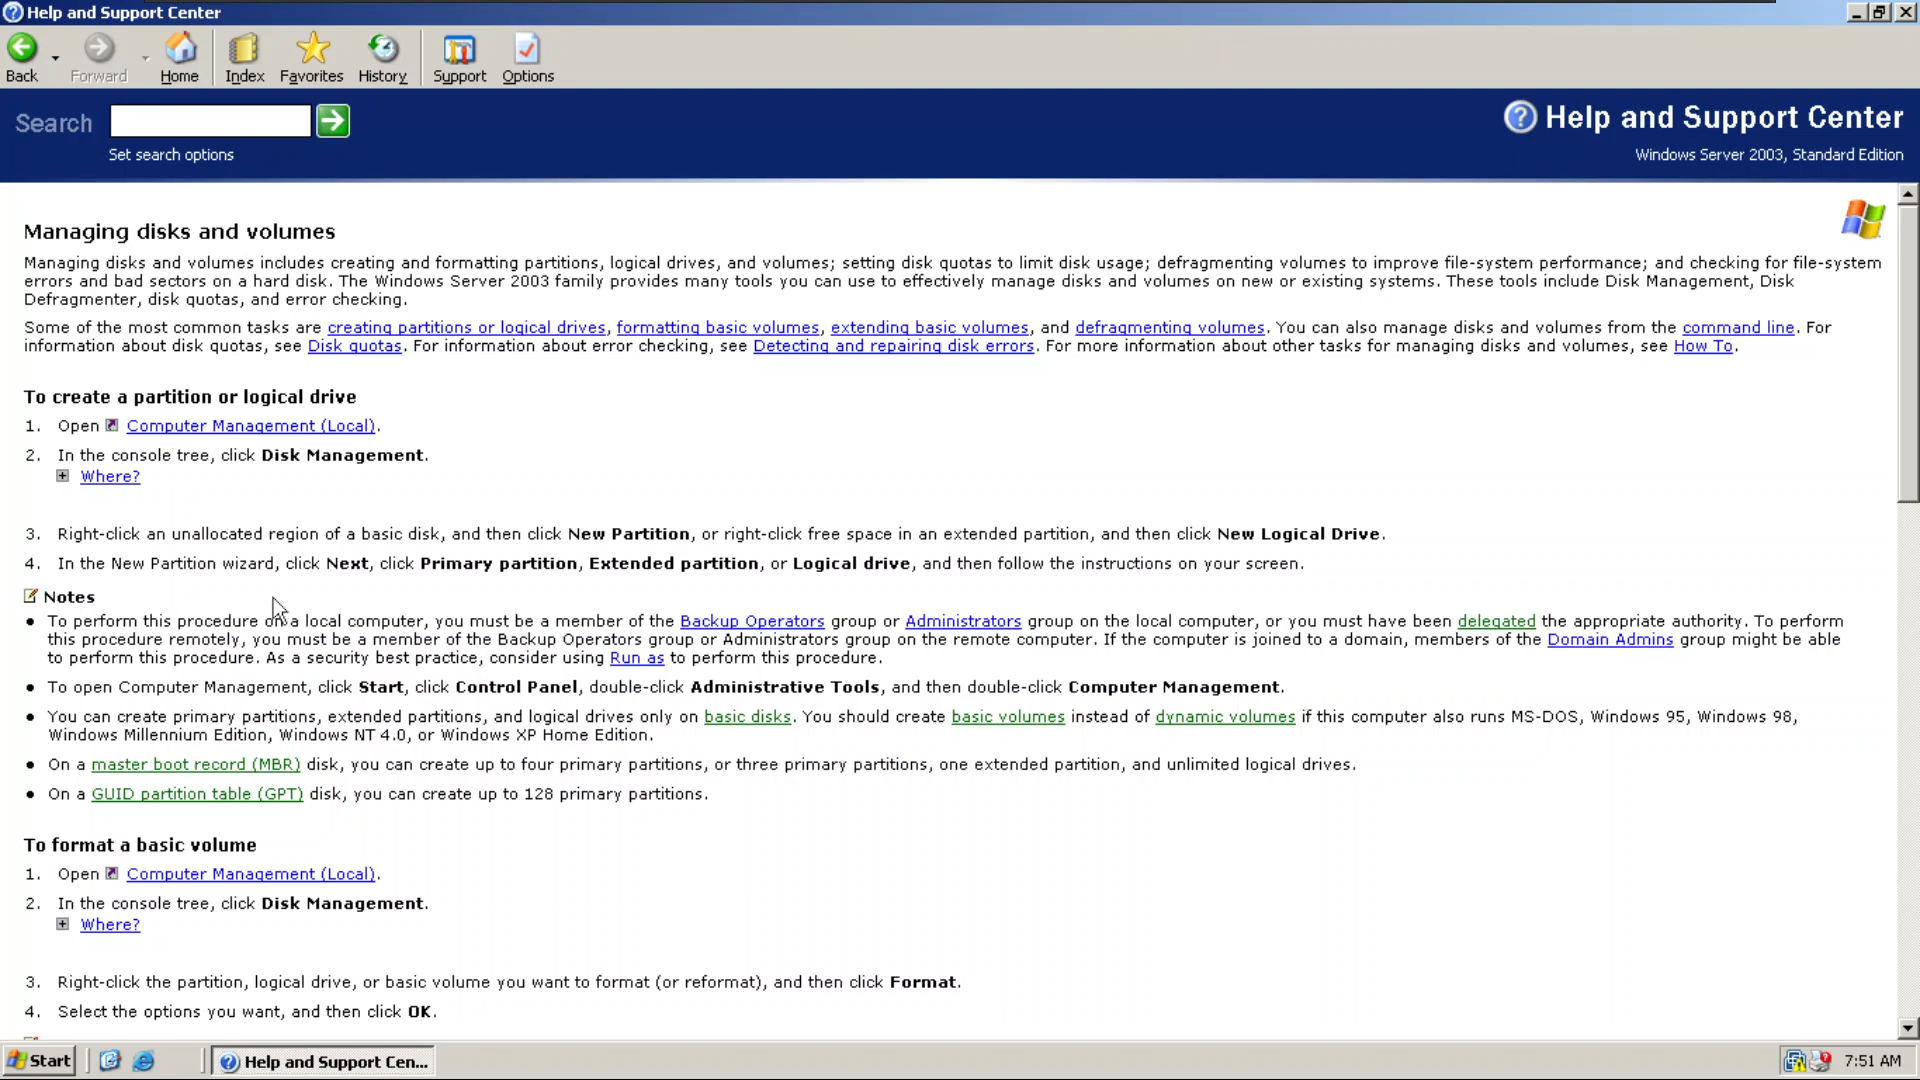 Help and Support Center
Back Forward Home Index Favorites History Support Options
Search
Set search options
Help and Support Center
Windows Server 2003, Standard Edition
Managing disks and volumes
Managing disks and volumes includes creating and formatting partitions, logical drives, and volumes; setting disk quotas to limit disk usage; defragmenting volumes to improve file-system performance; and checking for file-system
errors and bad sectors on a hard disk. The Windows Server 2003 family provides many tools you can use to effectively manage disks and volumes on new or existing systems. These tools include Disk Management, Disk
Defragmenter, disk quotas, and error checking.
Some of the most common tasks are creating partitions or logical drives, formatting basic volumes, extending basic volumes, and defragmenting volumes. You can also manage disks and volumes from the command line. For
information about disk quotas, see Disk quotas. For information about error checking, see Detecting and repairing disk errors. For more information about other tasks for managing disks and volumes, see How To.
To create a partition or logical drive
1. Open Computer Management (Local).
2. In the console tree, click Disk Management.
Where?
3. Right-click an unallocated region of a basic disk, and then click New Partition, or right-click free space in an extended partition, and then click New Logical Drive.
4. In the New Partition wizard, click Next, click Primary partition, Extended partition, or Logical drive, and then follow the instructions on your screen.
Notes
• To perform this procedure on a local computer, you must be a member of the Backup Operators group or Administrators group on the local computer, or you must have been delegated the appropriate authority. To perform
this procedure remotely, you must be a member of the Backup Operators group or Administrators group on the remote computer. If the computer is joined to a domain, members of the Domain Admins group might be able
to perform this procedure. As a security best practice, consider using Run as to perform this procedure.
• To open Computer Management, click Start, click Control Panel, double-click Administrative Tools, and then double-click Computer Management.
• You can create primary partitions, extended partitions, and logical drives only on basic disks. You should create basic volumes instead of dynamic volumes if this computer also runs MS-DOS, Windows 95, Windows 98,
Windows Millennium Edition, Windows NT 4.0, or Windows XP Home Edition.
• On a master boot record (MBR) disk, you can create up to four primary partitions, or three primary partitions, one extended partition, and unlimited logical drives.
• On a GUID partition table (GPT) disk, you can create up to 128 primary partitions.
To format a basic volume
1. Open Computer Management (Local).
2. In the console tree, click Disk Management.
Where?
3. Right-click the partition, logical drive, or basic volume you want to format (or reformat), and then click Format.
4. Select the options you want, and then click OK.
Start Help and Support Cen... 7:51 AM